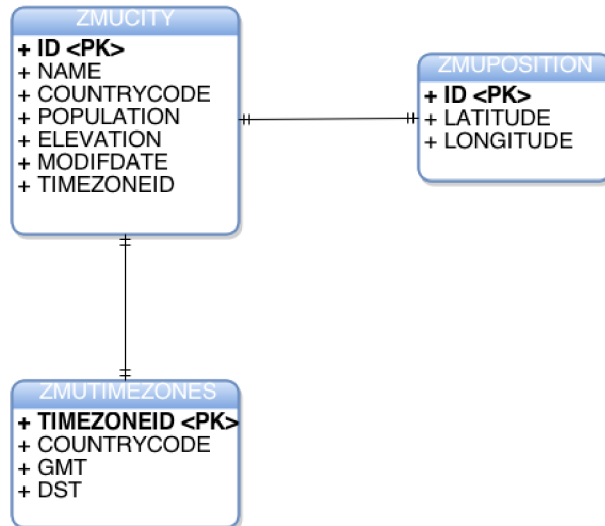 ZMUCITY
+ ID <PK>
+ NAME
+ COUNTRYCODE
+ POPULATION
+ ELEVATION
+ MODIFDATE
+ TIMEZONEID
ZMUPOSITION
+ ID <PK>
+ LATITUDE
+ LONGITUDE
ZMUTIMEZONES
+ TIMEZONEID <PK>
+ COUNTRYCODE
+ GMT
+ DST